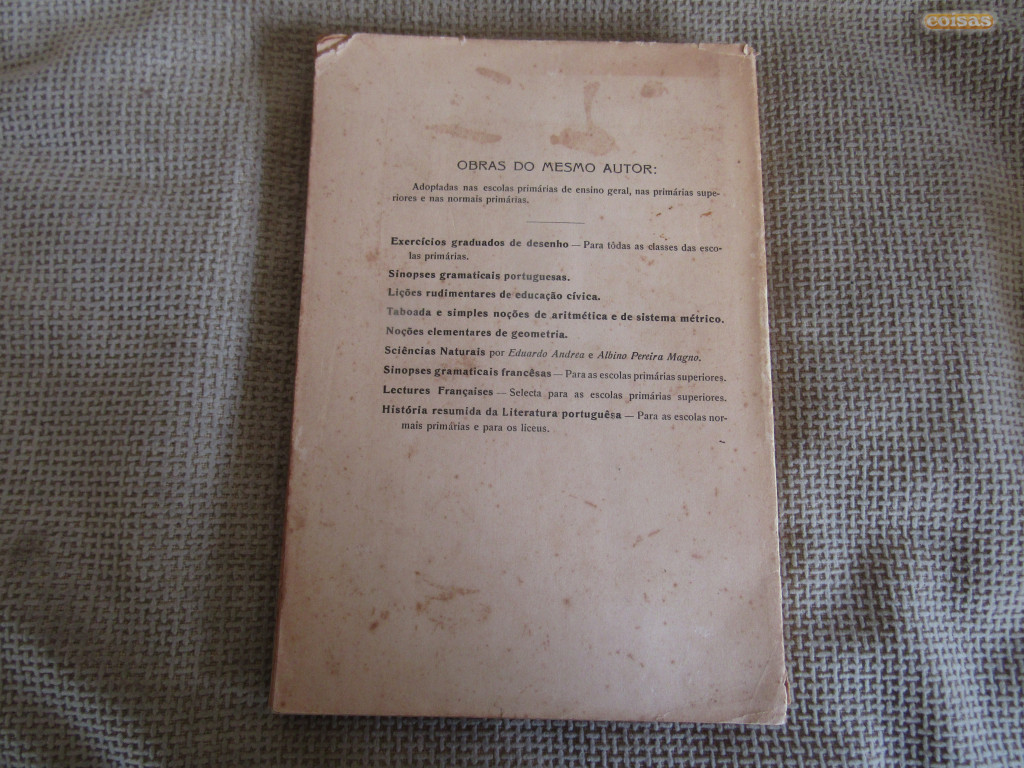 coisas
OBRAS DO MESMO AUTOR:
Adoptadas nas escolas primárias de ensino geral, nas primárias supe-
riores e nas normais primárias.
Exercícios graduados de desenho — Para tôdas as classes das esco-
las primárias.
Sinopses gramaticais portuguesas.
Lições rudimentares de educação cívica.
Taboada e simples noções de aritmética e de sistema métrico.
Noções elementares de geometria.
Sciências Naturais por Eduardo Andrea e Albino Pereira Magno.
Sinopses gramaticais francêsas — Para as escolas primárias superiores.
Lectures Françaises — Selecta para as escolas primárias superiores.
História resumida da Literatura portuguêsa — Para as escolas nor-
mais primárias e para os liceus.